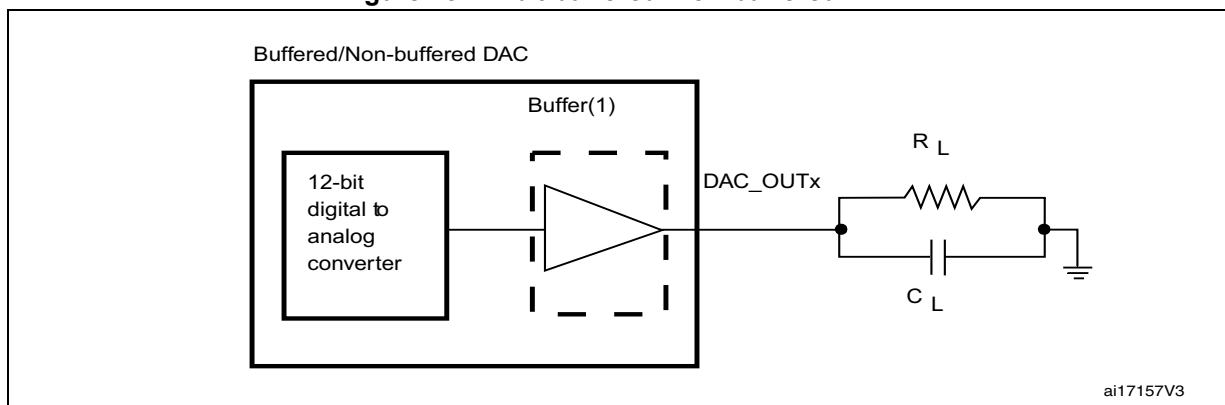 Buffered/Non-buffered DAC
Buffer(1)
12-bit
digital to
analog
converter
DAC_OUTx
R L
C L
ai17157V3